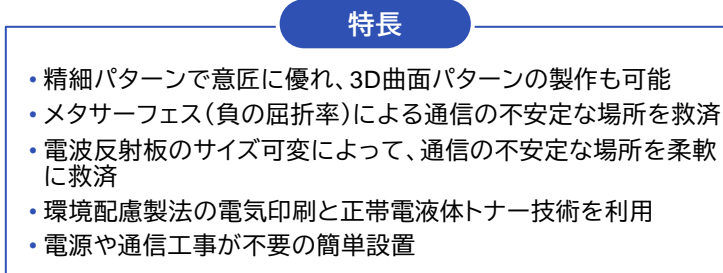 特長
・精細パターンで意匠に優れ、3D曲面パターンの製作も可能
・メタサーフェス（負の屈折率）による通信の不安定な場所を救済
・電波反射板のサイズ可変によって、通信の不安定な場所を柔軟
に救済
・環境配慮製法の電気印刷と正帯電液体トナー技術を利用
・電源や通信工事が不要の簡単設置